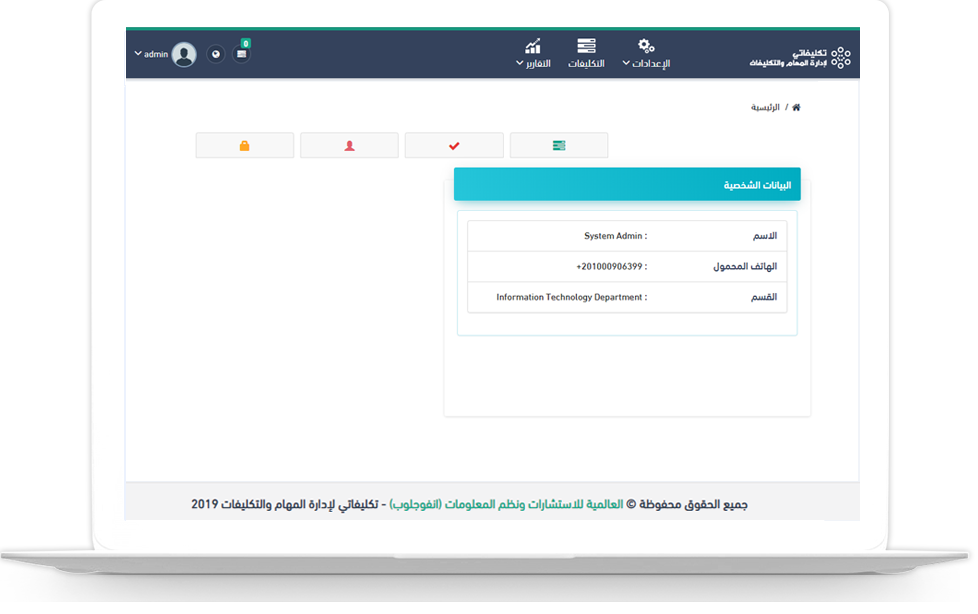 تكليفاتي
لإدارة المهام والتكليفات
الإعدادات
التكليفات
التقارير
0
admin
/ الرئيسية
البيانات الشخصية
الاسم : System Admin
الهاتف المحمول : +201000906399
القسم : Information Technology Department
جميع الحقوق محفوظة © العالمية للاستشارات ونظم المعلومات (انفوجلوب) - تكليفاتي لإدارة المهام والتكليفات 2019